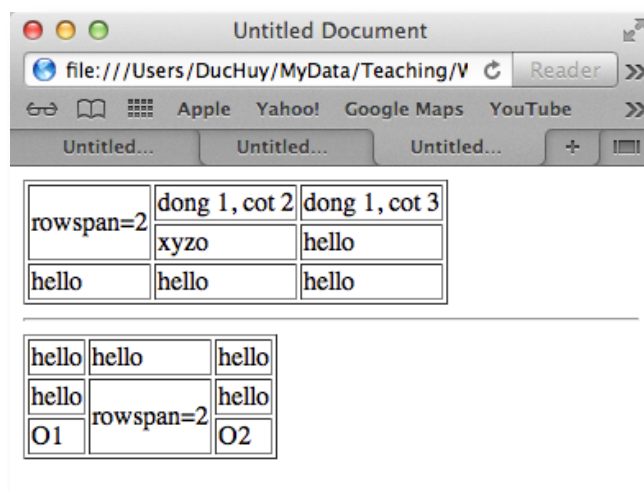 Untitled Document
file:///Users/DucHuy/MyData/Teaching/W Reader
Apple Yahoo! Google Maps YouTube
Untitled... Untitled... Untitled...
rowspan=2 dong 1, cot 2 dong 1, cot 3
xyzo hello
hello hello hello
hello hello hello
hello rowspan=2 hello
O1 O2